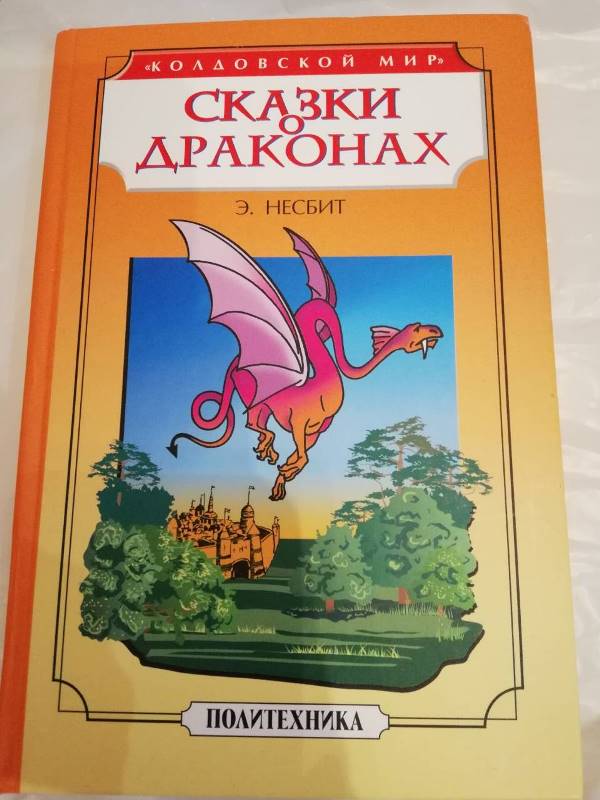 «КОЛДОВСКОЙ МИР»
СКАЗКИ
О
ДРАКОНАХ
Э. НЕСБИТ
ПОЛИТЕХНИКА